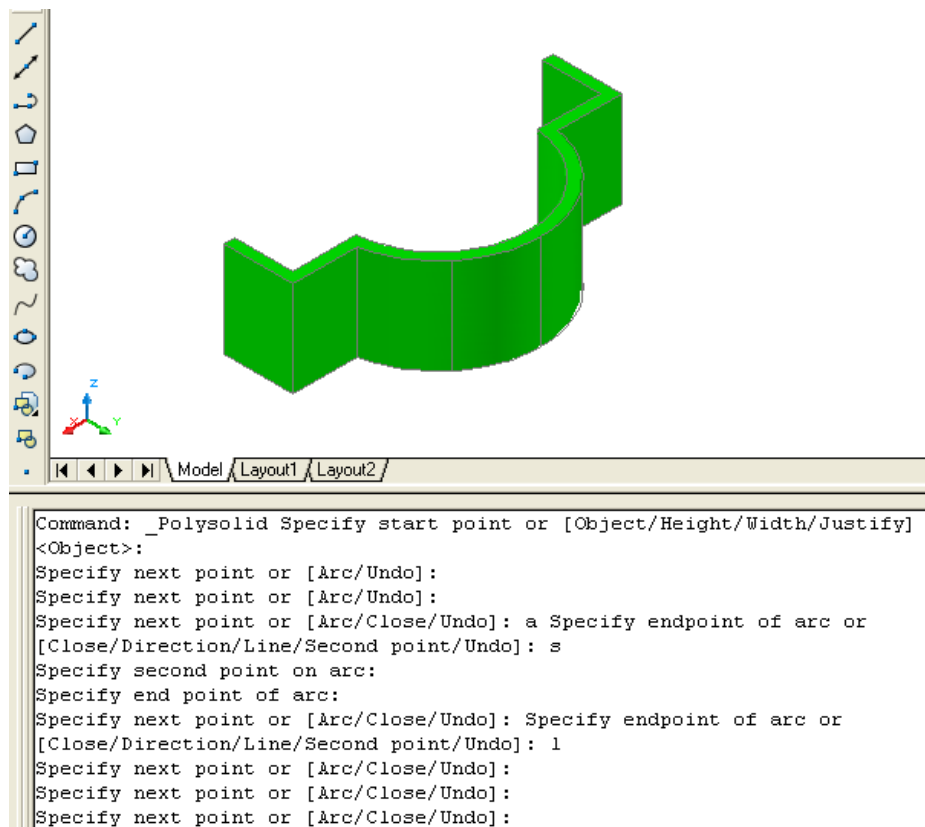 Z
X
Y
Model Layout1 Layout2
Command: _Polysolid Specify start point or [Object/Height/Width/Justify]
<Object>:
Specify next point or [Arc/Undo]:
Specify next point or [Arc/Undo]:
Specify next point or [Arc/Close/Undo]: a Specify endpoint of arc or
[Close/Direction/Line/Second point/Undo]: s
Specify second point on arc:
Specify end point of arc:
Specify next point or [Arc/Close/Undo]: Specify endpoint of arc or
[Close/Direction/Line/Second point/Undo]: l
Specify next point or [Arc/Close/Undo]:
Specify next point or [Arc/Close/Undo]:
Specify next point or [Arc/Close/Undo]: